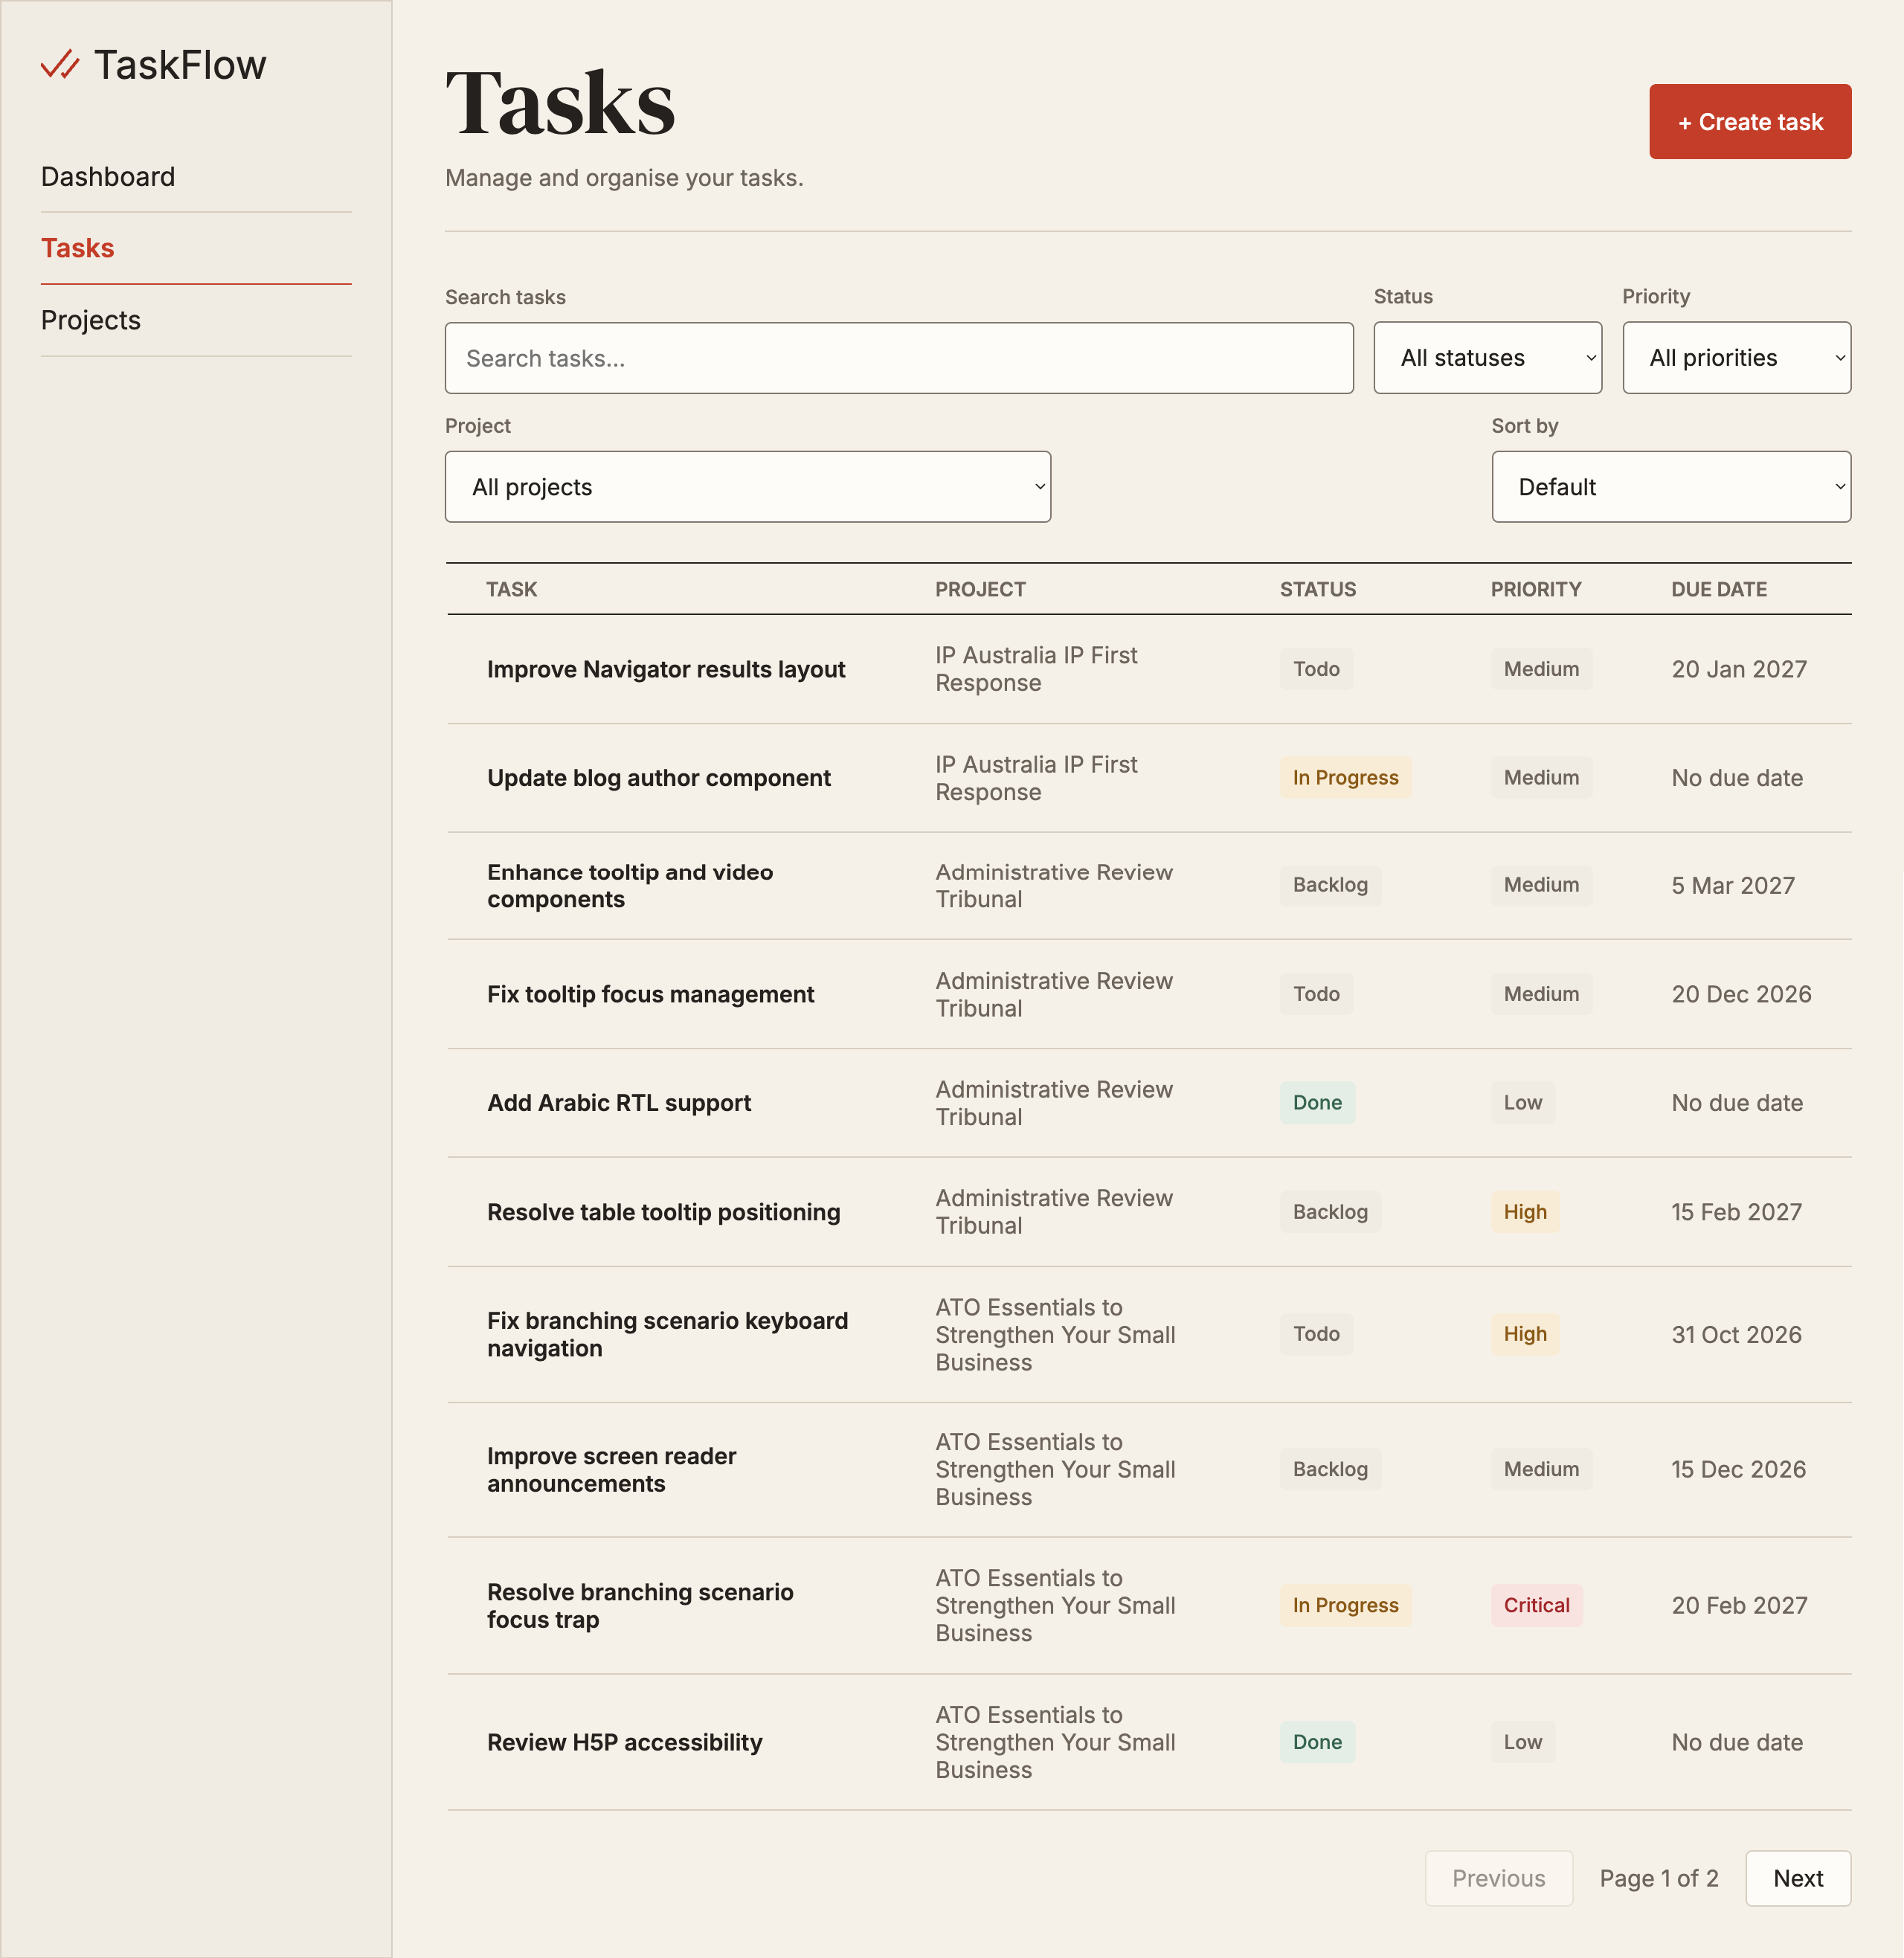 TaskFlow
Dashboard
Tasks
Projects
Tasks
Manage and organise your tasks.
+ Create task
Search tasks
Search tasks...
Status
All statuses
Priority
All priorities
Project
All projects
Sort by
Default
TASK PROJECT STATUS PRIORITY DUE DATE
Improve Navigator results layout
IP Australia IP First
Response
Todo
Medium
20 Jan 2027
Update blog author component
IP Australia IP First
Response
In Progress
Medium
No due date
Enhance tooltip and video
components
Administrative Review
Tribunal
Backlog
Medium
5 Mar 2027
Fix tooltip focus management
Administrative Review
Tribunal
Todo
Medium
20 Dec 2026
Add Arabic RTL support
Administrative Review
Tribunal
Done
Low
No due date
Resolve table tooltip positioning
Administrative Review
Tribunal
Backlog
High
15 Feb 2027
Fix branching scenario keyboard
navigation
ATO Essentials to
Strengthen Your Small
Business
Todo
High
31 Oct 2026
Improve screen reader
announcements
ATO Essentials to
Strengthen Your Small
Business
Backlog
Medium
15 Dec 2026
Resolve branching scenario
focus trap
ATO Essentials to
Strengthen Your Small
Business
In Progress
Critical
20 Feb 2027
Review H5P accessibility
ATO Essentials to
Strengthen Your Small
Business
Done
Low
No due date
Previous
Page 1 of 2
Next